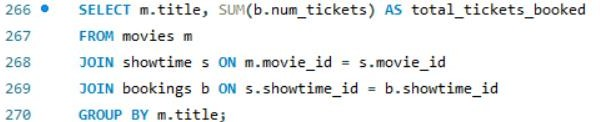 266 SELECT m.title, SUM(b.num_tickets) AS total_tickets_booked
267 FROM movies m
268 JOIN showtime s ON m.movie_id = s.movie_id
269 JOIN bookings b ON s.showtime_id = b.showtime_id
270 GROUP BY m.title;